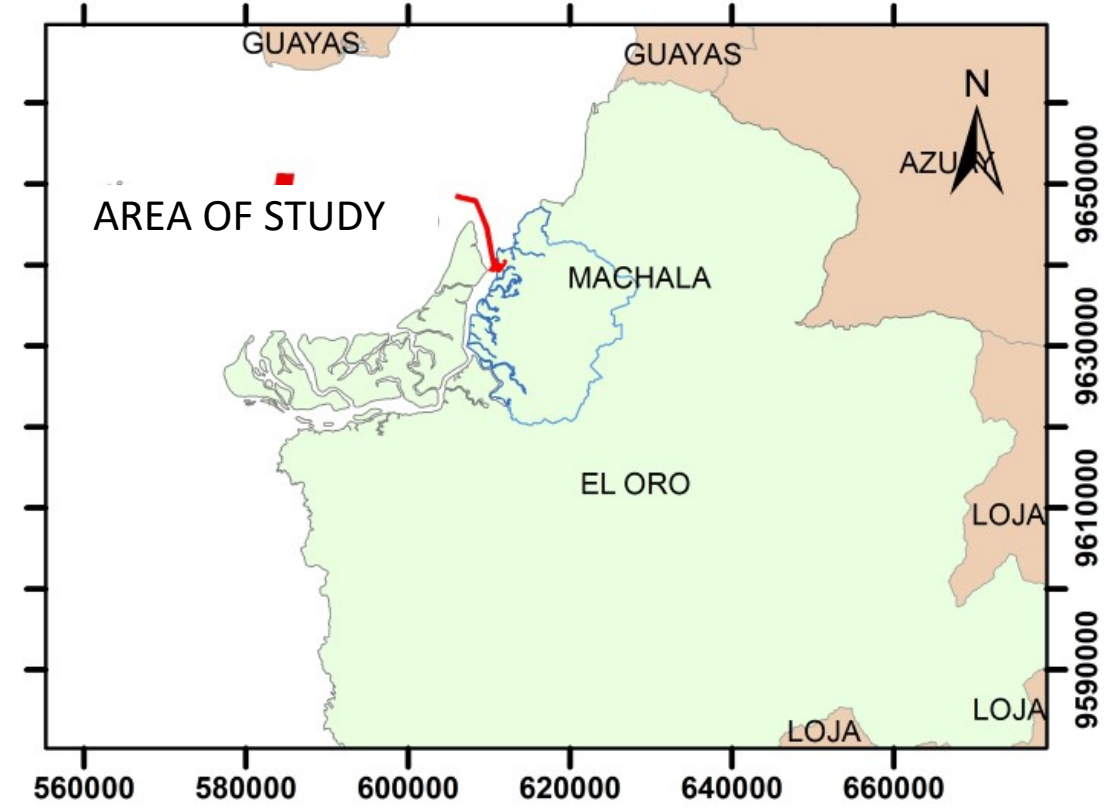 GUAYAS
GUAYAS
N
AZUAY
AREA OF STUDY
MACHALA
EL ORO
LOJA
LOJA
LOJA
9650000
9630000
9610000
9590000
560000 580000 600000 620000 640000 660000